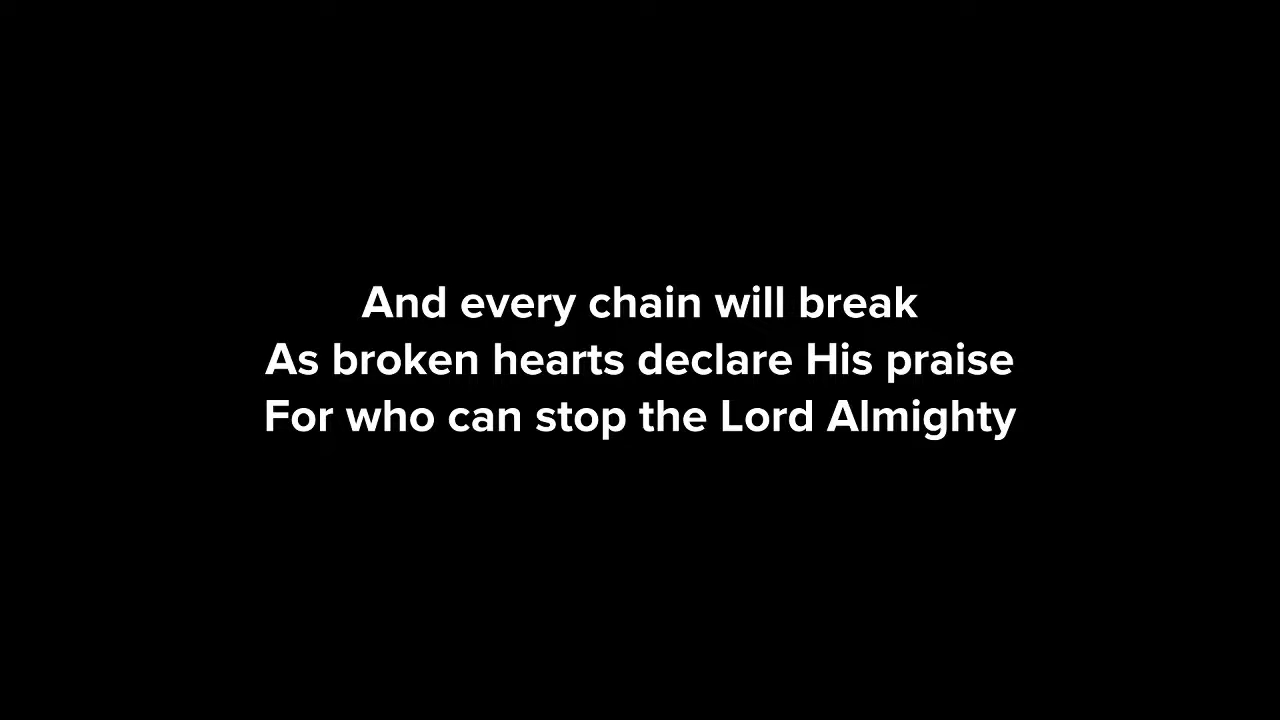 And every chain will break
As broken hearts declare His praise
For who can stop the Lord Almighty